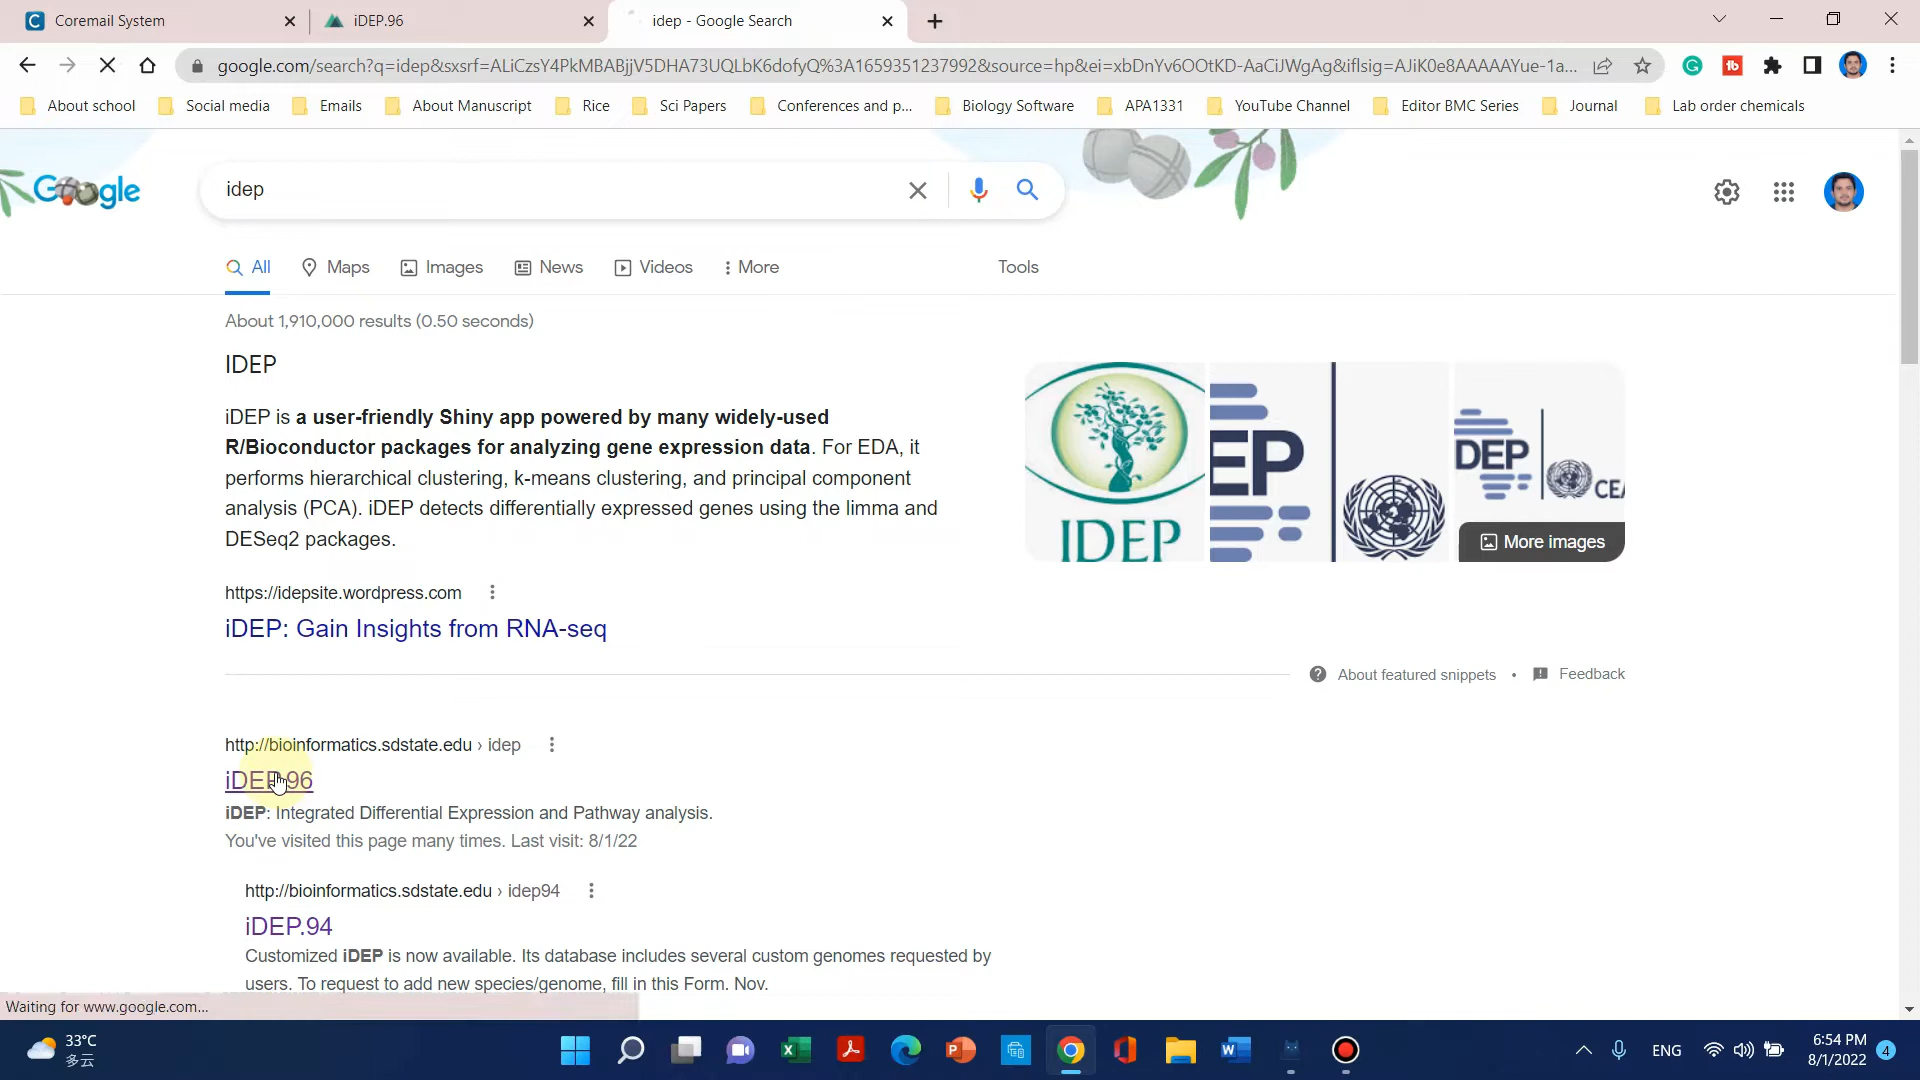 Coremail System
iDEP.96
idep - Google Search
google.com/search?q=idep&sxsrf=ALiCzsY4PkMBABjjV5DHA73UQLbK6dofyQ%3A1659351237992&source=hp&ei=xbDnYv6OOtKD-AaCiJWgAg&iflsig=AJiK0e8AAAAAYue-1a...
About school
Social media
Emails
About Manuscript
Rice
Sci Papers
Conferences and p...
Biology Software
APA1331
YouTube Channel
Editor BMC Series
Journal
Lab order chemicals
Google
idep
All
Maps
Images
News
Videos
More
Tools
About 1,910,000 results (0.50 seconds)
IDEP
iDEP is a user-friendly Shiny app powered by many widely-used
R/Bioconductor packages for analyzing gene expression data. For EDA, it
performs hierarchical clustering, k-means clustering, and principal component
analysis (PCA). iDEP detects differentially expressed genes using the limma and
DESeq2 packages.
IDEP
EP
DEP
CEA
More images
https://idepsite.wordpress.com
iDEP: Gain Insights from RNA-seq
About featured snippets • Feedback
http://bioinformatics.sdstate.edu › idep
iDEP.96
iDEP: Integrated Differential Expression and Pathway analysis.
You've visited this page many times. Last visit: 8/1/22
http://bioinformatics.sdstate.edu › idep94
iDEP.94
Customized iDEP is now available. Its database includes several custom genomes requested by
users. To request to add new species/genome, fill in this Form. Nov.
Waiting for www.google.com...
33°C
多云
ENG
6:54 PM
8/1/2022
4